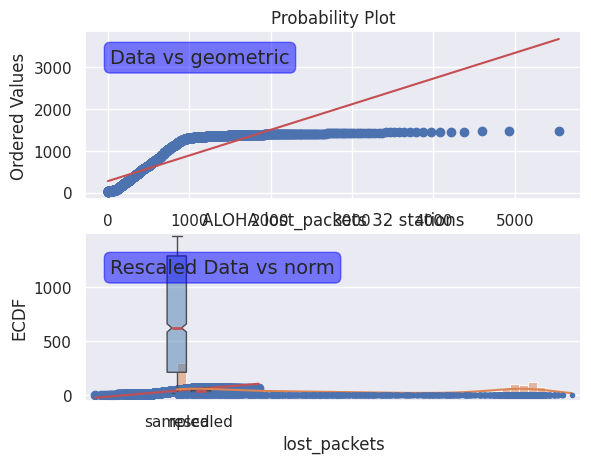 Probability Plot
Data vs geometric
Ordered Values
3000
2000
1000
0
0 1000 2000 3000 4000 5000
ALOHA lost_packets 32 stations
Rescaled Data vs norm
ECDF
1000
500
0
sampled rescaled
lost_packets